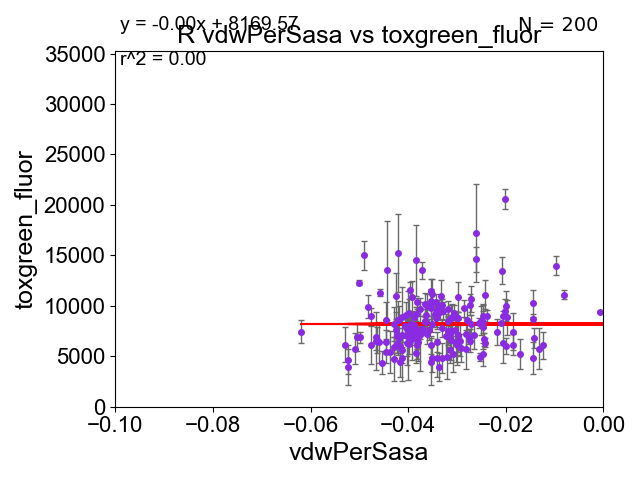 y = -0.00x + 8169.57
N = 200
R vdwPerSasa vs toxgreen_fluor
r^2 = 0.00
35000
30000
25000
20000
15000
10000
5000
0
toxgreen_fluor
−0.10 −0.08 −0.06 −0.04 −0.02 0.00
vdwPerSasa